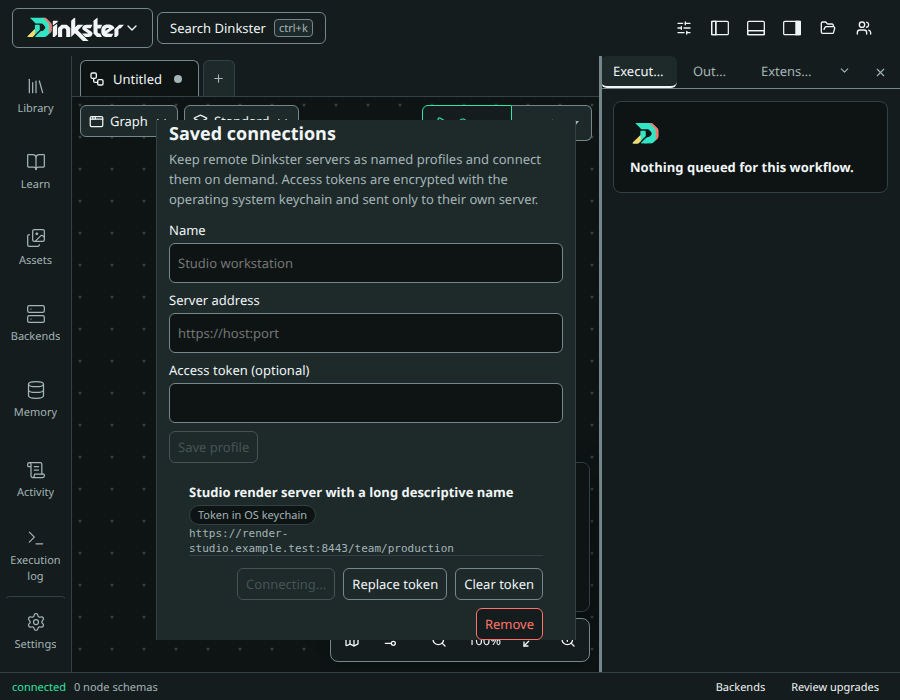 Dinkster
Search Dinkster ctrl+k
Untitled
Execut...
Out...
Extens...
Library
Learn
Assets
Backends
Memory
Activity
Execution
log
Settings
Graph
Standard
Saved connections
Keep remote Dinkster servers as named profiles and connect
them on demand. Access tokens are encrypted with the
operating system keychain and sent only to their own server.
Name
Studio workstation
Server address
https://host:port
Access token (optional)
Save profile
Studio render server with a long descriptive name
Token in OS keychain
https://render-
studio.example.test:8443/team/production
Connecting...
Replace token
Clear token
Remove
100%
Nothing queued for this workflow.
connected 0 node schemas
Backends
Review upgrades